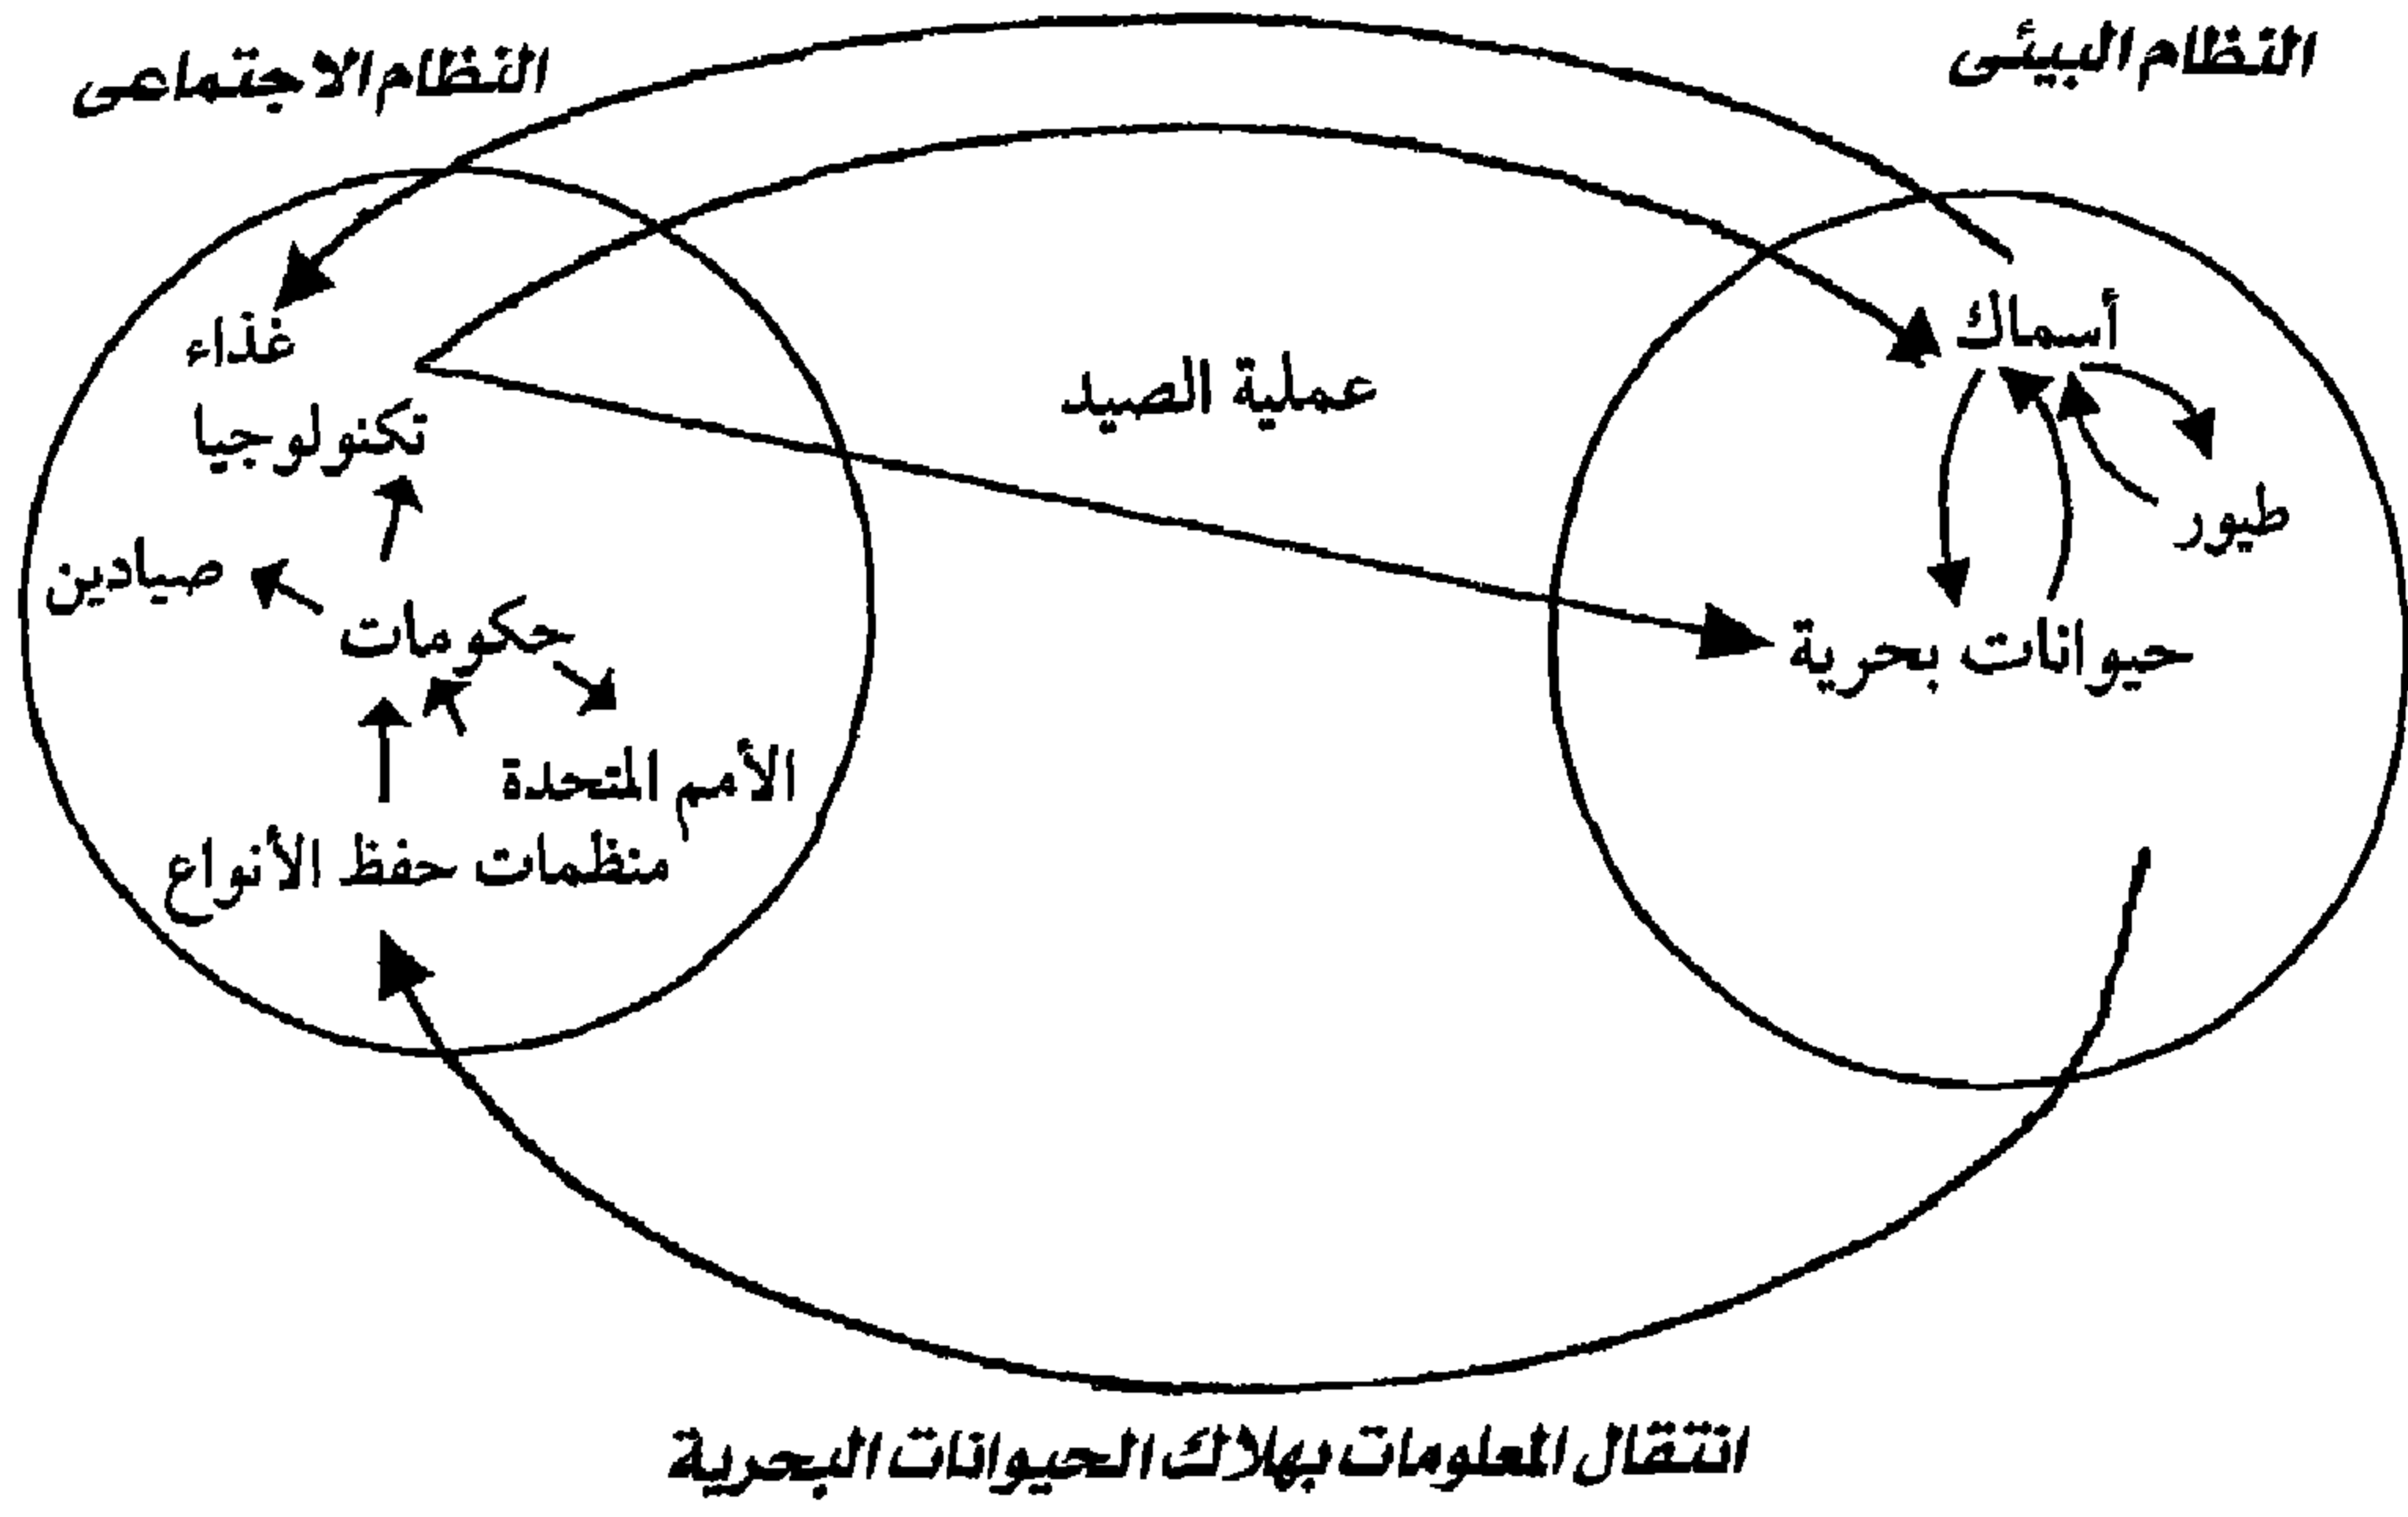 النظام البيئى
النظام الاجتماعى
أسماك
طيور
حيوانات بحرية
عملية الصيد
غذاء
تكنولوجيا
صيادين
حكومات
الأمم المتحدة
منظمات حفظ الأنواع
انتقال المعلومات بهلاك الحيوانات البحرية